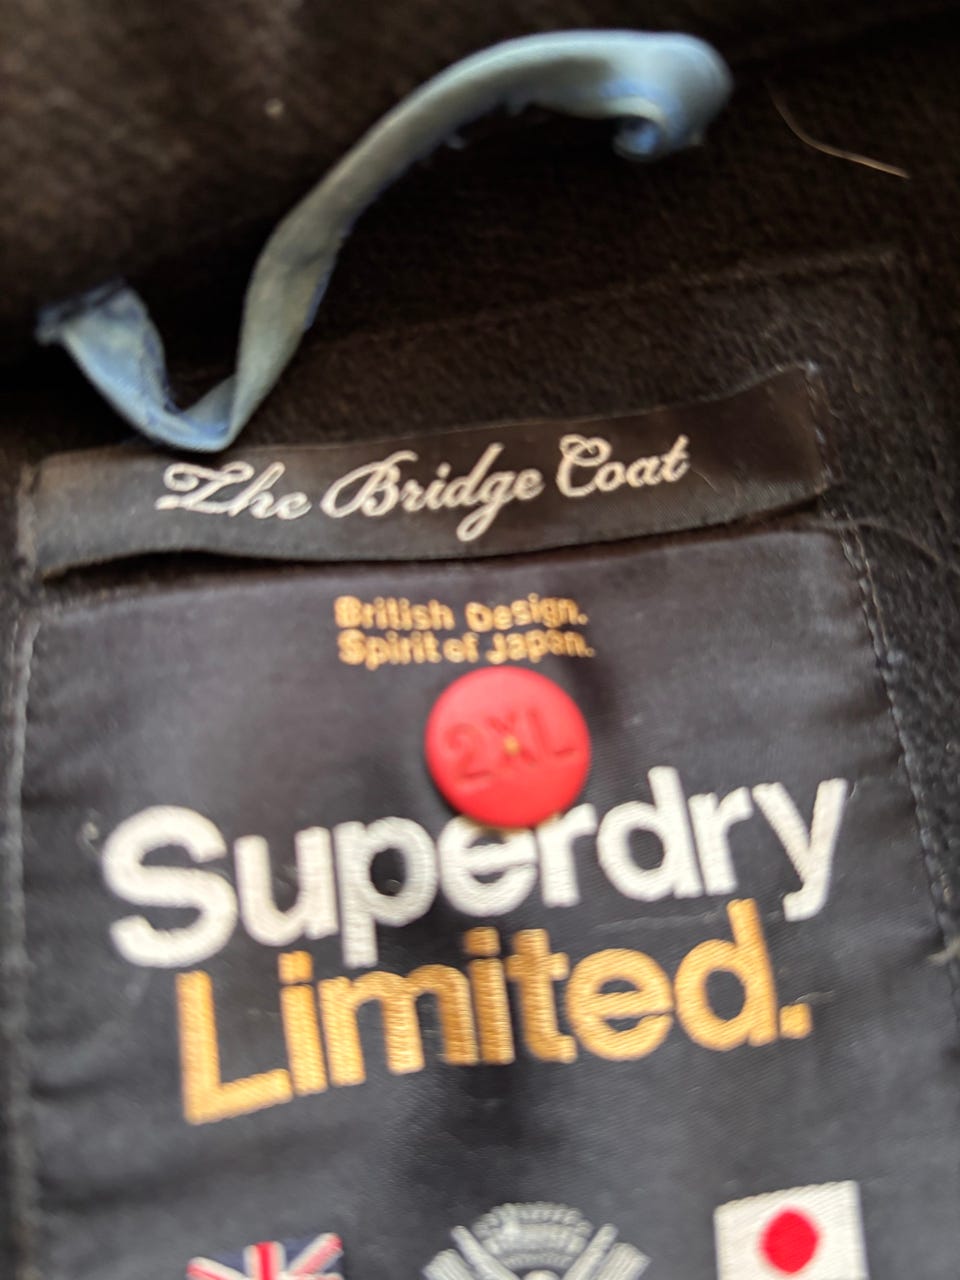 The Bridge Coat
British Design.
Spirit of Japan.
2XL
Superdry
Limited.